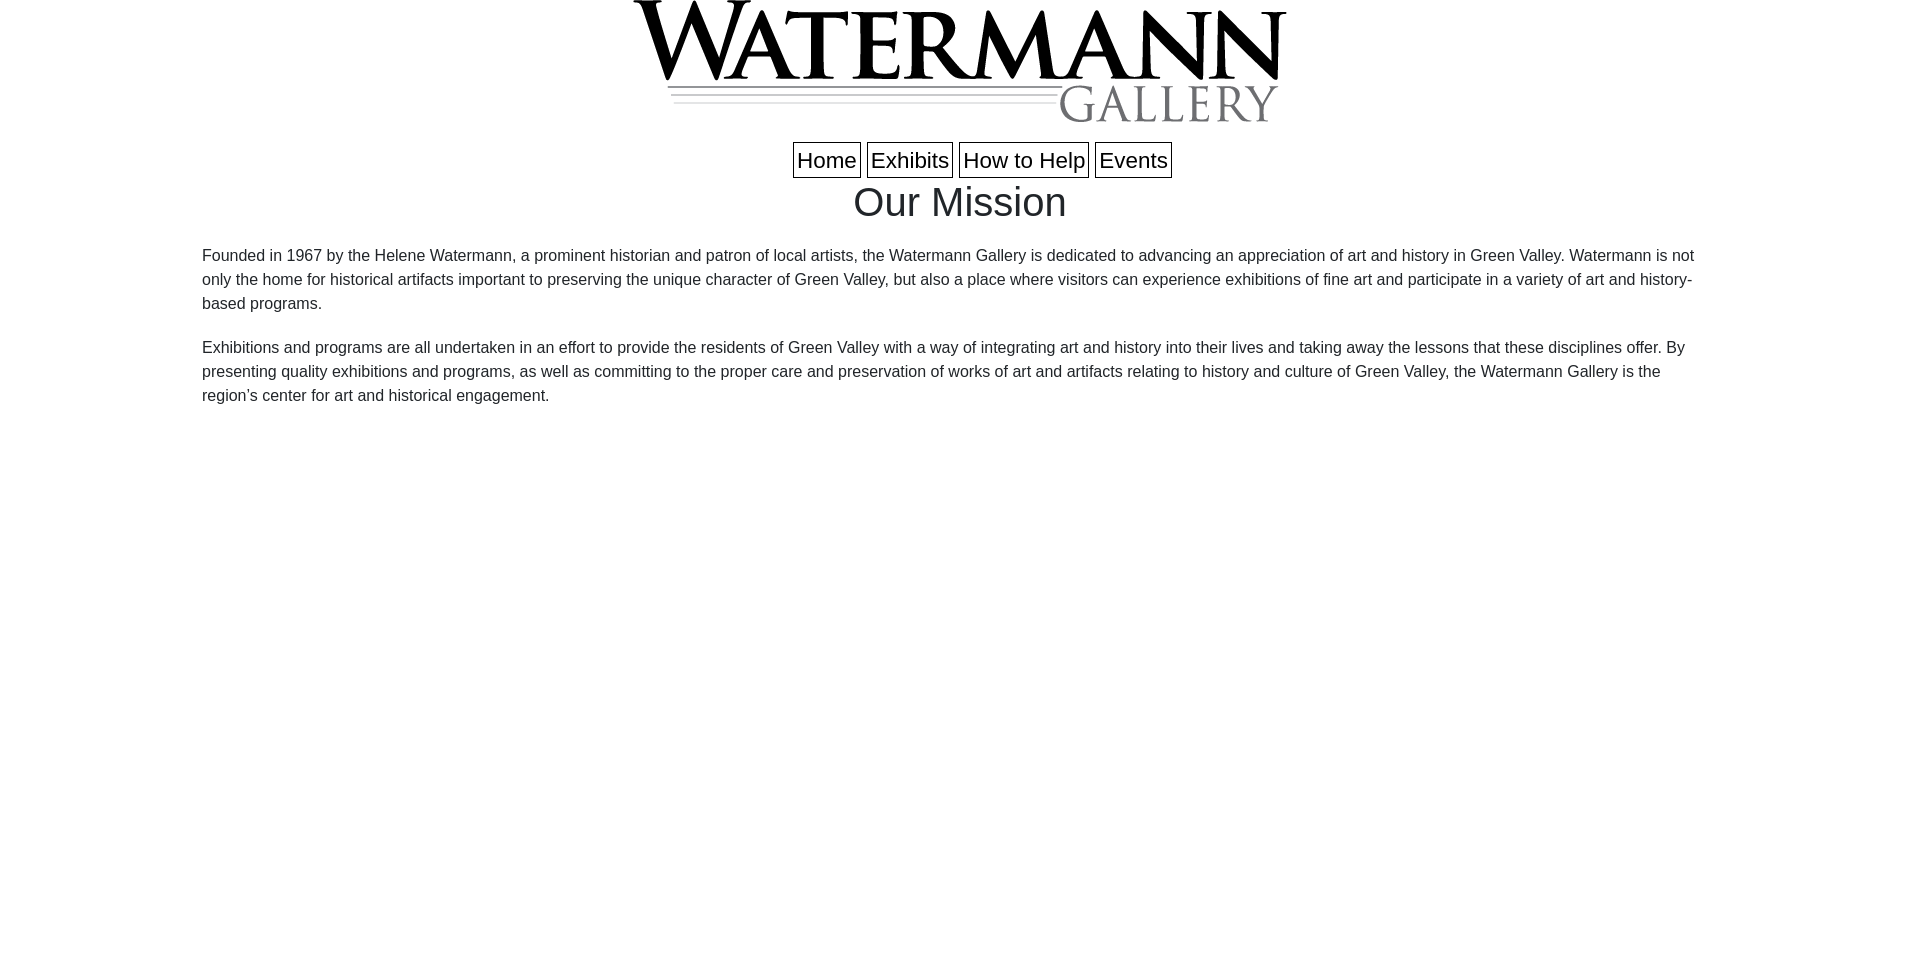 WATERMANN
GALLERY
Home Exhibits How to Help Events
Our Mission
Founded in 1967 by the Helene Watermann, a prominent historian and patron of local artists, the Watermann Gallery is dedicated to advancing an appreciation of art and history in Green Valley. Watermann is not
only the home for historical artifacts important to preserving the unique character of Green Valley, but also a place where visitors can experience exhibitions of fine art and participate in a variety of art and history-
based programs.
Exhibitions and programs are all undertaken in an effort to provide the residents of Green Valley with a way of integrating art and history into their lives and taking away the lessons that these disciplines offer. By
presenting quality exhibitions and programs, as well as committing to the proper care and preservation of works of art and artifacts relating to history and culture of Green Valley, the Watermann Gallery is the
region’s center for art and historical engagement.